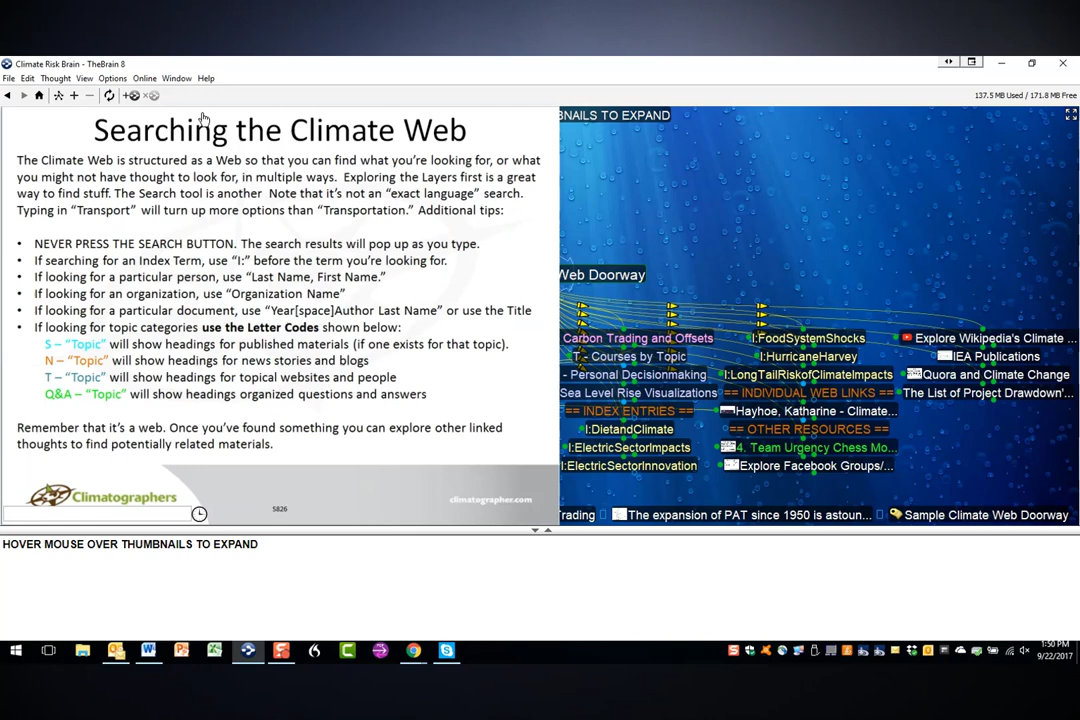 Climate Risk Brain - TheBrain 8
File Edit Thought View Options Online Window Help
137.5 MB Used / 171.8 MB Free
Searching the Climate Web
The Climate Web is structured as a Web so that you can find what you're looking for, or what
you might not have thought to look for, in multiple ways. Exploring the Layers first is a great
way to find stuff. The Search tool is another Note that it's not an “exact language” search.
Typing in “Transport” will turn up more options than “Transportation.” Additional tips:
• NEVER PRESS THE SEARCH BUTTON. The search results will pop up as you type.
• If searching for an Index Term, use “I:” before the term you're looking for.
• If looking for a particular person, use “Last Name, First Name.”
• If looking for an organization, use “Organization Name”
• If looking for a particular document, use “Year[space]Author Last Name” or use the Title
• If looking for topic categories use the Letter Codes shown below:
S – “Topic” will show headings for published materials (if one exists for that topic).
N – “Topic” will show headings for news stories and blogs
T – “Topic” will show headings for topical websites and people
Q&A – “Topic” will show headings organized questions and answers
Remember that it's a web. Once you've found something you can explore other linked
thoughts to find potentially related materials.
Climatographers
climatographer.com
S826
BNAILS TO EXPAND
Web Doorway
Carbon Trading and Offsets
T - Courses by Topic
- Personal Decisionmaking
Sea Level Rise Visualizations
== INDEX ENTRIES ==
I:DietandClimate
I:ElectricSectorImpacts
I:ElectricSectorInnovation
I:FoodSystemShocks
I:HurricaneHarvey
I:LongTailRiskofClimateImpacts
== INDIVIDUAL WEB LINKS ==
Hayhoe, Katharine - Climate...
== OTHER RESOURCES ==
4. Team Urgency Chess Mo...
Explore Facebook Groups/...
Explore Wikipedia's Climate ...
IEA Publications
Quora and Climate Change
The List of Project Drawdown'...
rading
The expansion of PAT since 1950 is astoun...
Sample Climate Web Doorway
HOVER MOUSE OVER THUMBNAILS TO EXPAND
1:50 PM
9/22/2017